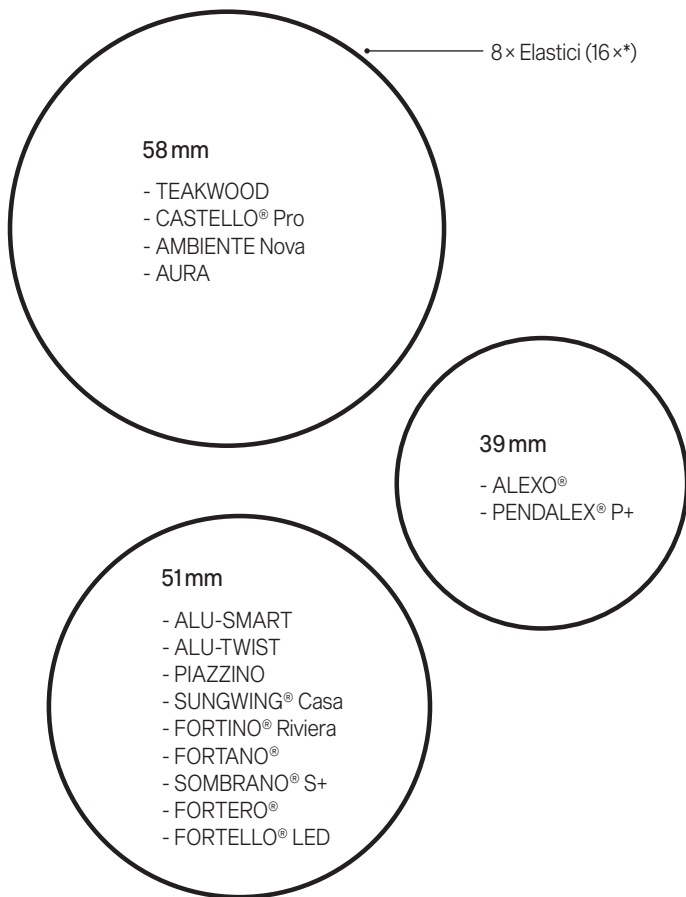 8× Elastici (16×*)
58 mm
- TEAKWOOD
- CASTELLO® Pro
- AMBIENTE Nova
- AURA
39 mm
- ALEXO®
- PENDALEX® P+
51 mm
- ALU-SMART
- ALU-TWIST
- PIAZZINO
- SUNGWING® Casa
- FORTINO® Riviera
- FORTANO®
- SOMBRANO® S+
- FORTERO®
- FORTELLO® LED